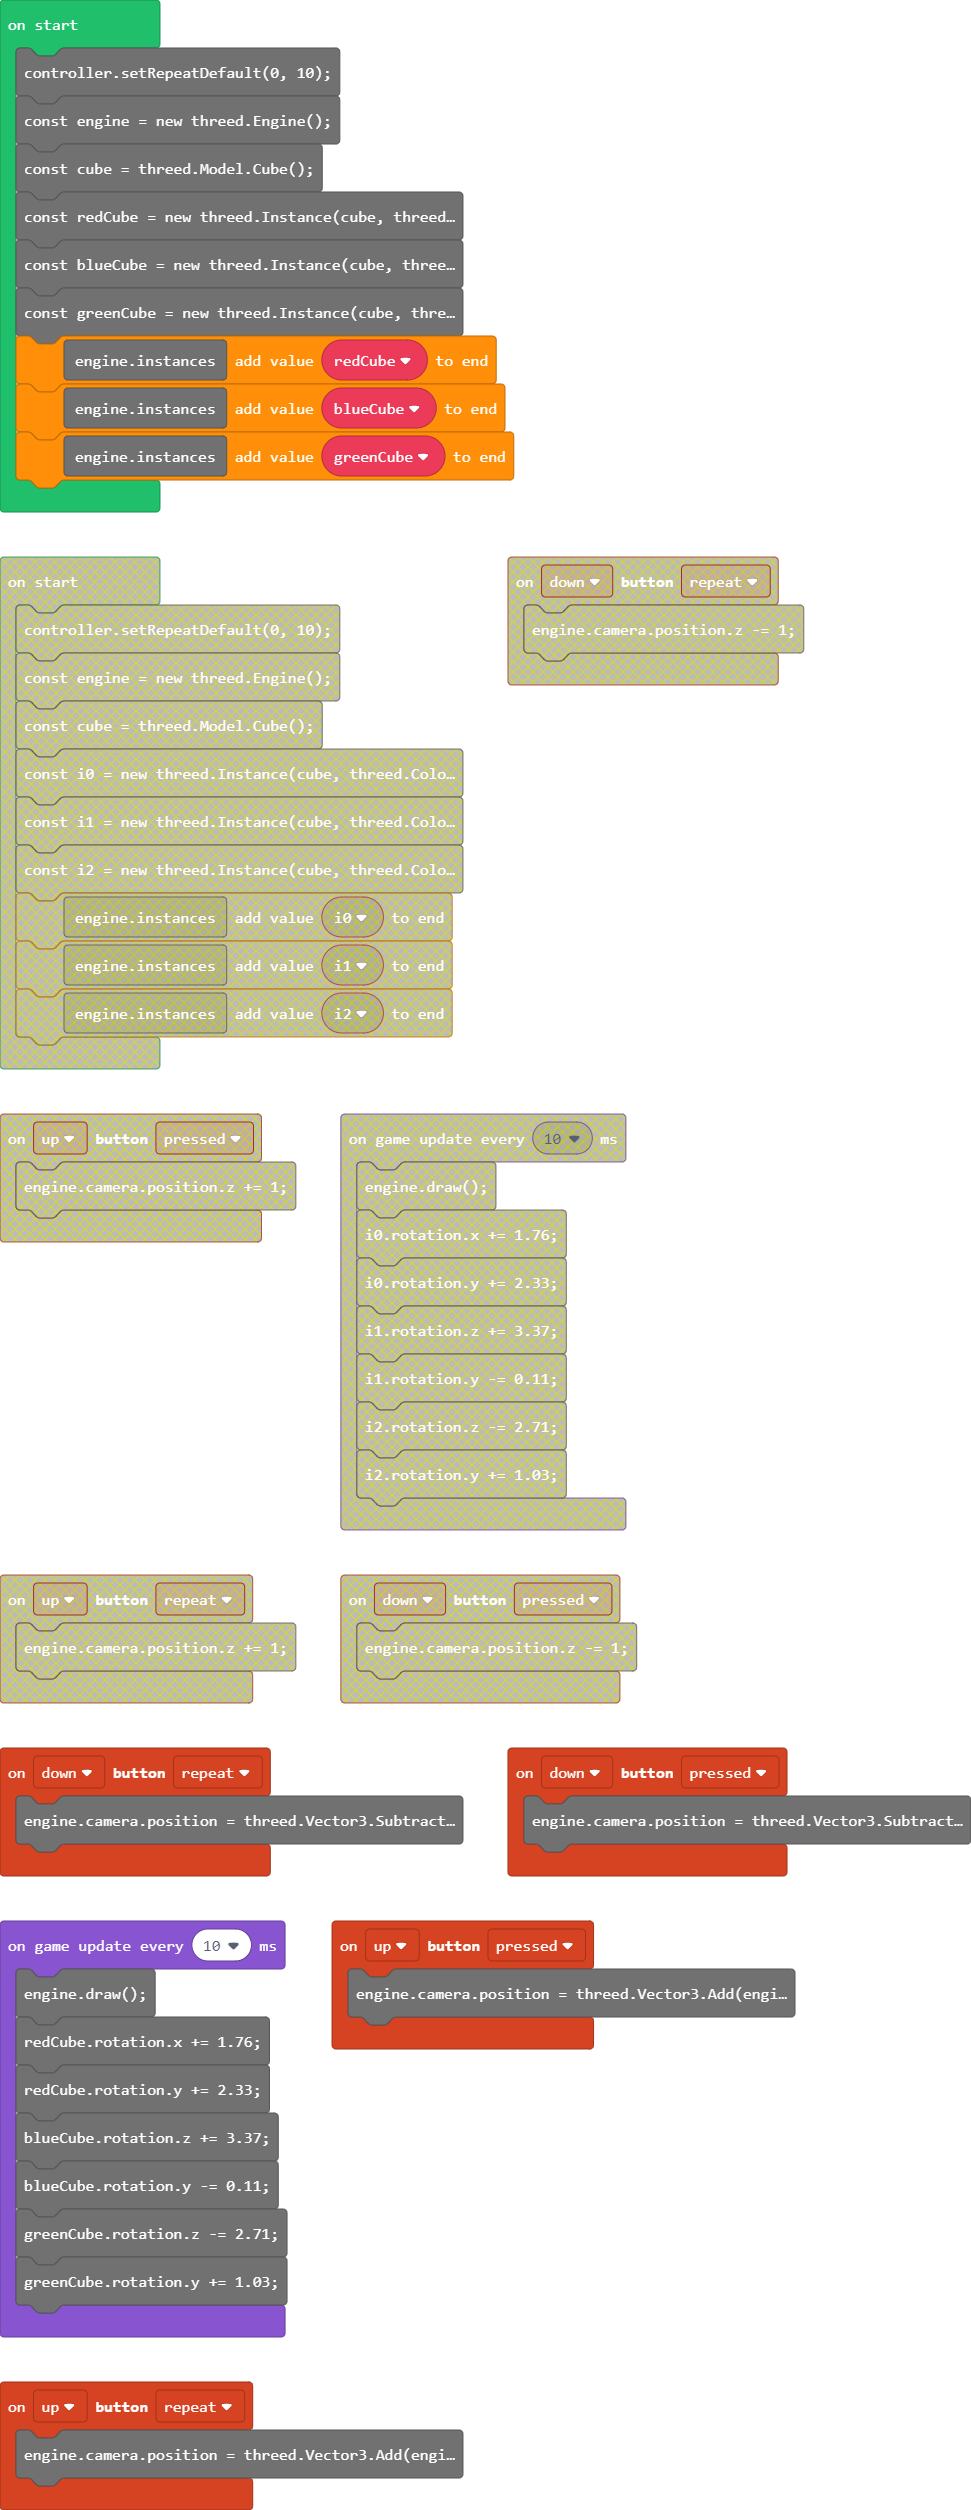 on start
controller.setRepeatDefault(0, 10);
const engine = new threed.Engine();
const cube = threed.Model.Cube();
const redCube = new threed.Instance(cube, threed…
const blueCube = new threed.Instance(cube, three…
const greenCube = new threed.Instance(cube, thre…
engine.instances add value redCube to end
engine.instances add value blueCube to end
engine.instances add value greenCube to end
on start
controller.setRepeatDefault(0, 10);
const engine = new threed.Engine();
const cube = threed.Model.Cube();
const i0 = new threed.Instance(cube, threed.Colo…
const i1 = new threed.Instance(cube, threed.Colo…
const i2 = new threed.Instance(cube, threed.Colo…
engine.instances add value i0 to end
engine.instances add value i1 to end
engine.instances add value i2 to end
on down button repeat
engine.camera.position.z -= 1;
on up button pressed
engine.camera.position.z += 1;
on game update every 10 ms
engine.draw();
i0.rotation.x += 1.76;
i0.rotation.y += 2.33;
i1.rotation.z += 3.37;
i1.rotation.y -= 0.11;
i2.rotation.z -= 2.71;
i2.rotation.y += 1.03;
on up button repeat
engine.camera.position.z += 1;
on down button pressed
engine.camera.position.z -= 1;
on down button repeat
engine.camera.position = threed.Vector3.Subtract…
on down button pressed
engine.camera.position = threed.Vector3.Subtract…
on game update every 10 ms
engine.draw();
redCube.rotation.x += 1.76;
redCube.rotation.y += 2.33;
blueCube.rotation.z += 3.37;
blueCube.rotation.y -= 0.11;
greenCube.rotation.z -= 2.71;
greenCube.rotation.y += 1.03;
on up button pressed
engine.camera.position = threed.Vector3.Add(engi…
on up button repeat
engine.camera.position = threed.Vector3.Add(engi…